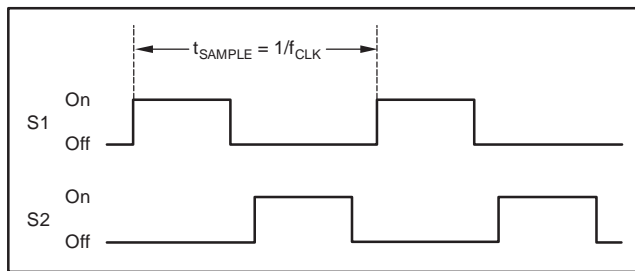 tSAMPLE = 1/fCLK
On
S1
Off
On
S2
Off